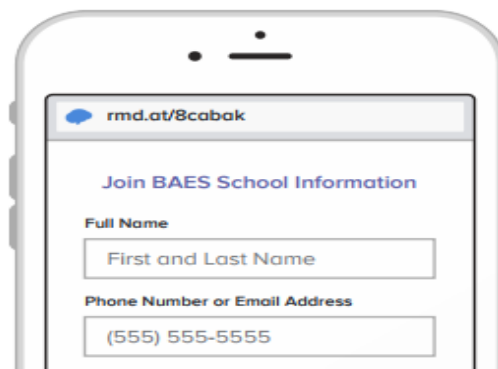 rmd.at/8cabak
Join BAES School Information
Full Name
First and Last Name
Phone Number or Email Address
(555) 555-5555